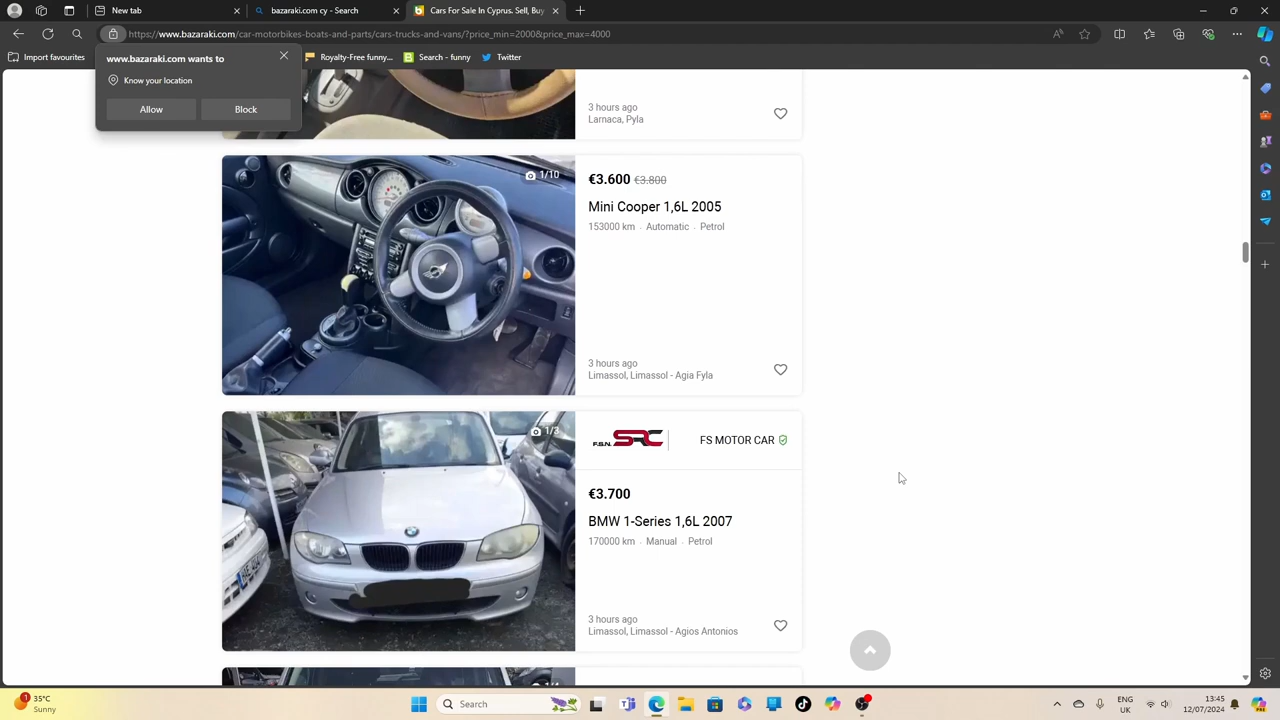 New tab
bazaraki com cy - Search
Cars For Sale in Cyprus. Sell, Bu
https://www.bazaraki.com/car-motorbikes-boats-and-parts/cars-trucks-and-vans/?price_min=2000&price_max=4000
Import favourites
Royalty-Free funny...
Search - funny
Twitter
www.bazaraki.com wants to
Know your location
Allow
Block
3 hours ago
Larnaca, Pyla
1/10
€3.600 €3.800
Mini Cooper 1,6L 2005
153000 km · Automatic · Petrol
3 hours ago
Limassol, Limassol - Agia Fyla
1/3
F.S.N. SRC
FS MOTOR CAR
€3.700
BMW 1-Series 1,6L 2007
170000 km · Manual · Petrol
3 hours ago
Limassol, Limassol - Agios Antonios
1
35°C
Sunny
Search
ENG
UK
13:45
12/07/2024